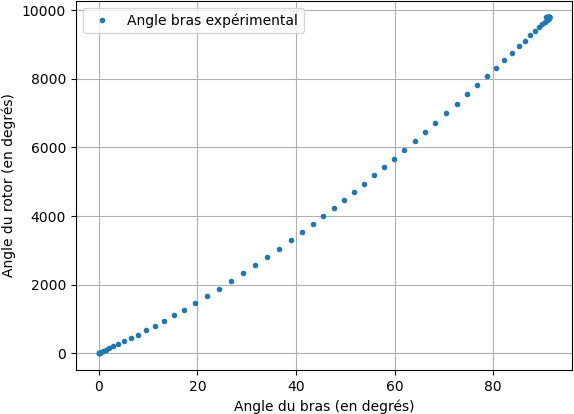 10000
Angle bras expérimental
8000
6000
4000
2000
0
Angle du rotor (en degrés)
0 20 40 60 80
Angle du bras (en degrés)